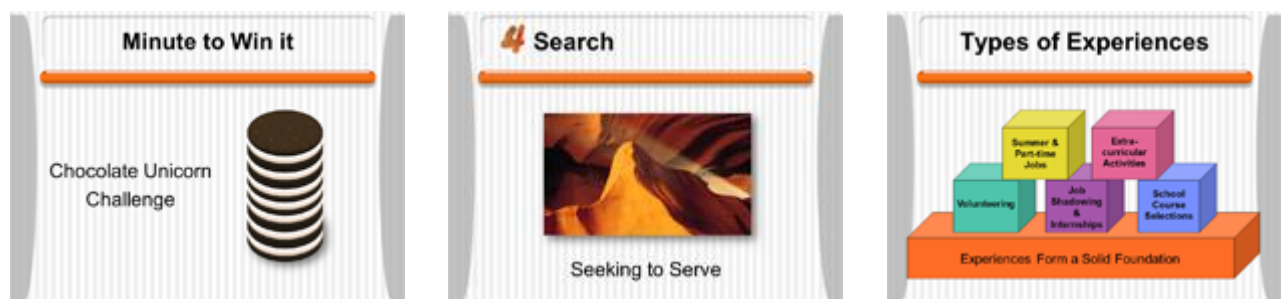 Minute to Win it
Chocolate Unicorn
Challenge
4 Search
Seeking to Serve
Types of Experiences
Summer &
Part-time
Jobs
Extra-
curricular
Activities
Volunteering
Job
Shadowing
&
Internships
School
Course
Selections
Experiences Form a Solid Foundation